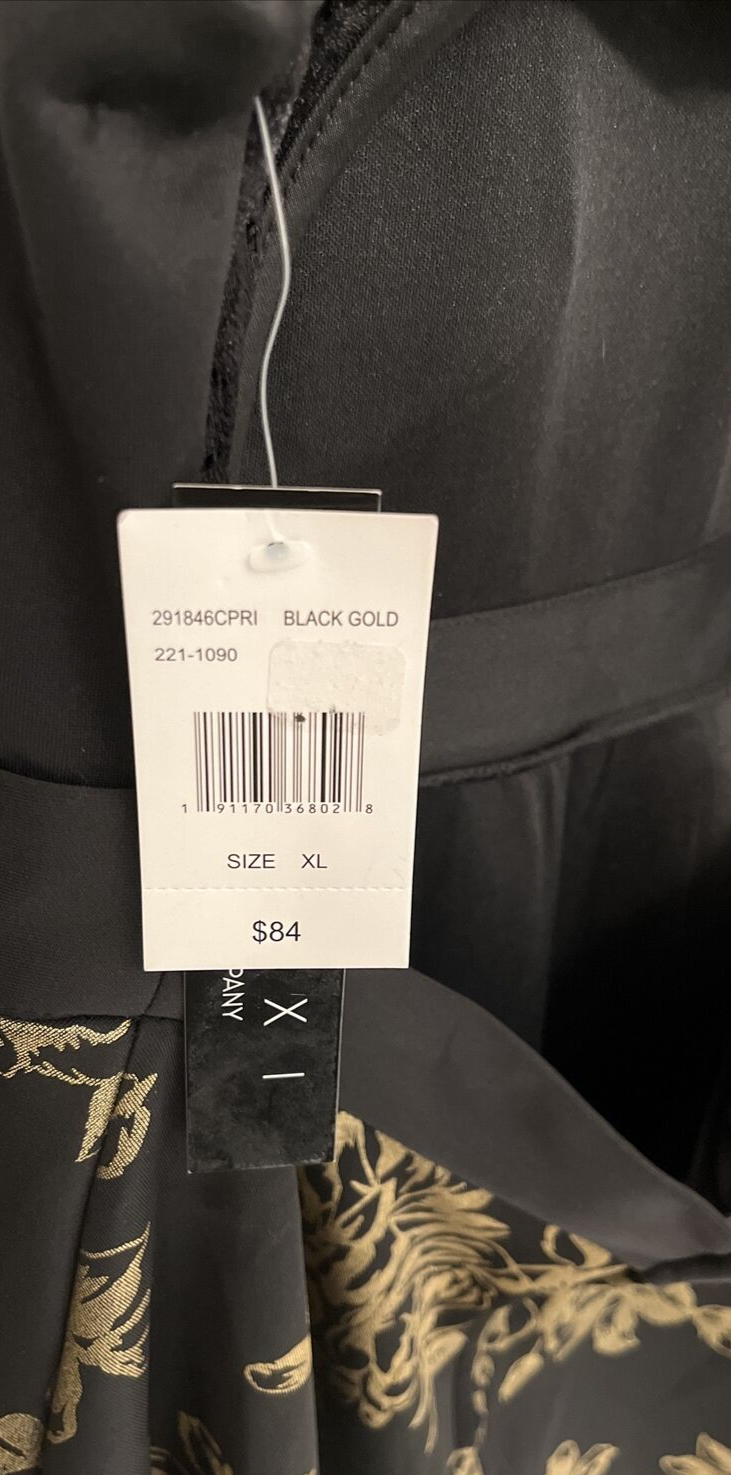 291846CPRI BLACK GOLD
221-1090
1 91170 36802 8
SIZE XL
$84
PANY
X I